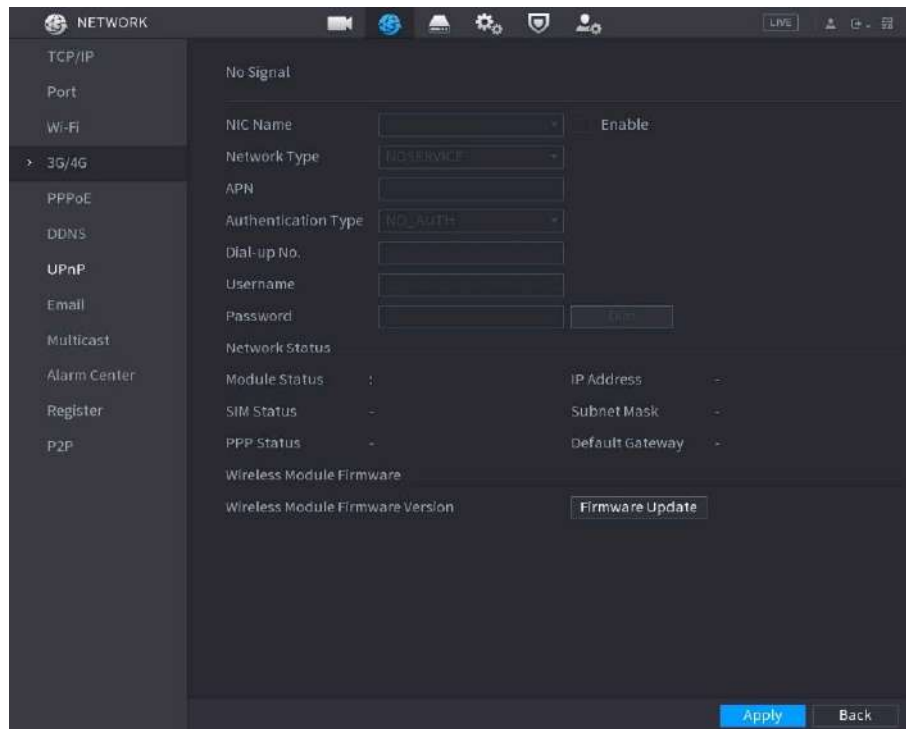 NETWORK
LIVE
TCP/IP
Port
Wi-Fi
3G/4G
PPPoE
DDNS
UPnP
Email
Multicast
Alarm Center
Register
P2P
No Signal
NIC Name
Enable
Network Type NOSERVICE
APN
Authentication Type NO_AUTH
Dial-up No.
Username
Password
Network Status
Module Status : IP Address -
SIM Status - Subnet Mask -
PPP Status - Default Gateway -
Wireless Module Firmware
Wireless Module Firmware Version Firmware Update
Apply Back